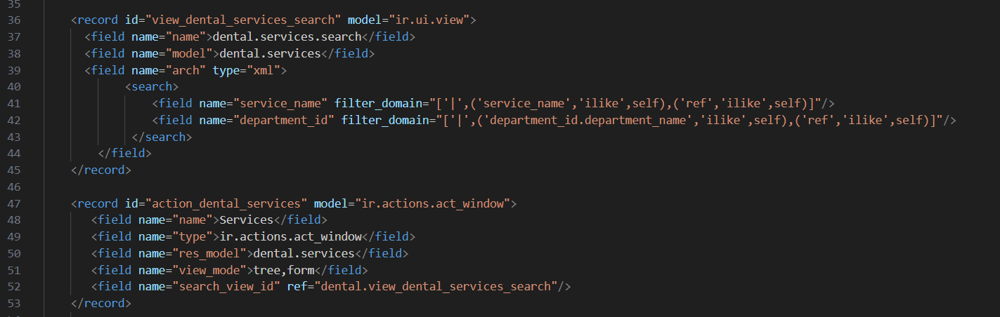 35
36 <record id="view_dental_services_search" model="ir.ui.view">
37 <field name="name">dental.services.search</field>
38 <field name="model">dental.services</field>
39 <field name="arch" type="xml">
40 <search>
41 <field name="service_name" filter_domain="['|',('service_name','ilike',self),('ref','ilike',self)]"/>
42 <field name="department_id" filter_domain="['|',('department_id.department_name','ilike',self),('ref','ilike',self)]"/>
43 </search>
44 </field>
45 </record>
46
47 <record id="action_dental_services" model="ir.actions.act_window">
48 <field name="name">Services</field>
49 <field name="type">ir.actions.act_window</field>
50 <field name="res_model">dental.services</field>
51 <field name="view_mode">tree,form</field>
52 <field name="search_view_id" ref="dental.view_dental_services_search"/>
53 </record>